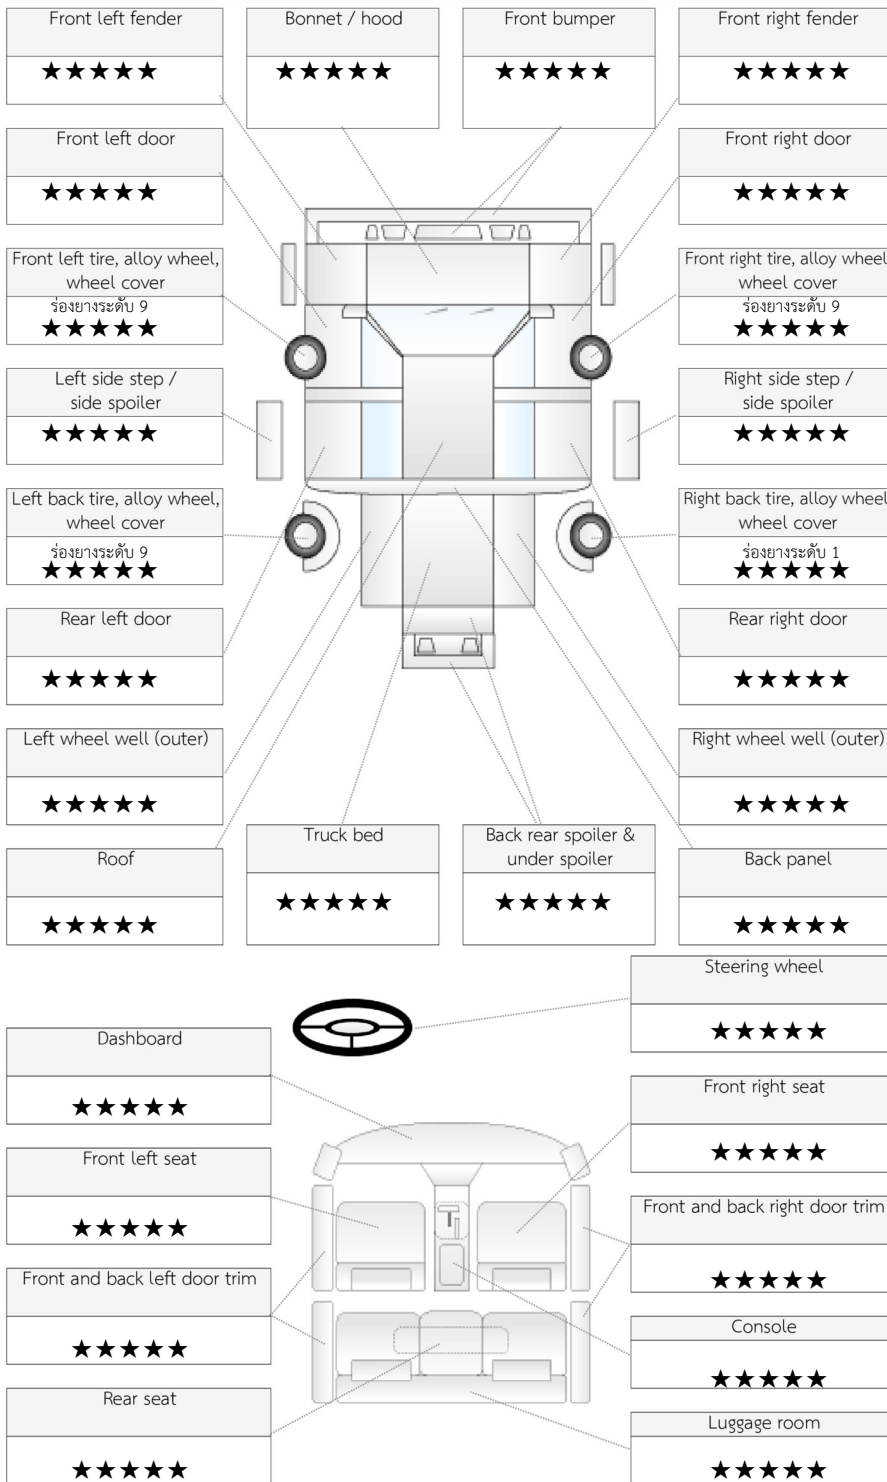 Front left fender
★★★★★
Bonnet / hood
★★★★★
Front bumper
★★★★★
Front right fender
★★★★★
Front left door
★★★★★
Front right door
★★★★★
Front left tire, alloy wheel,
wheel cover
ร่องยางระดับ 9
★★★★★
Front right tire, alloy wheel
wheel cover
ร่องยางระดับ 9
★★★★★
Left side step /
side spoiler
★★★★★
Right side step /
side spoiler
★★★★★
Left back tire, alloy wheel,
wheel cover
ร่องยางระดับ 9
★★★★★
Right back tire, alloy wheel
wheel cover
ร่องยางระดับ 1
★★★★★
Rear left door
★★★★★
Rear right door
★★★★★
Left wheel well (outer)
★★★★★
Right wheel well (outer)
★★★★★
Roof
★★★★★
Truck bed
★★★★★
Back rear spoiler &
under spoiler
★★★★★
Back panel
★★★★★
Steering wheel
★★★★★
Dashboard
★★★★★
Front right seat
★★★★★
Front left seat
★★★★★
Front and back right door trim
★★★★★
Front and back left door trim
★★★★★
Console
★★★★★
Rear seat
★★★★★
Luggage room
★★★★★